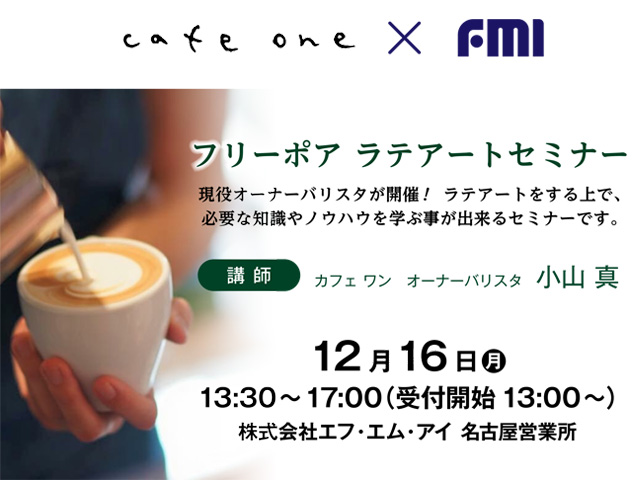 cafe one × FMI
フリーポア ラテアートセミナー
現役オーナーバリスタが開催！ ラテアートをする上で、
必要な知識やノウハウを学ぶ事が出来るセミナーです。
講師 カフェ ワン オーナーバリスタ 小山 真
12月16日㊊
13:30～17:00（受付開始 13:00～）
株式会社エフ・エム・アイ 名古屋営業所